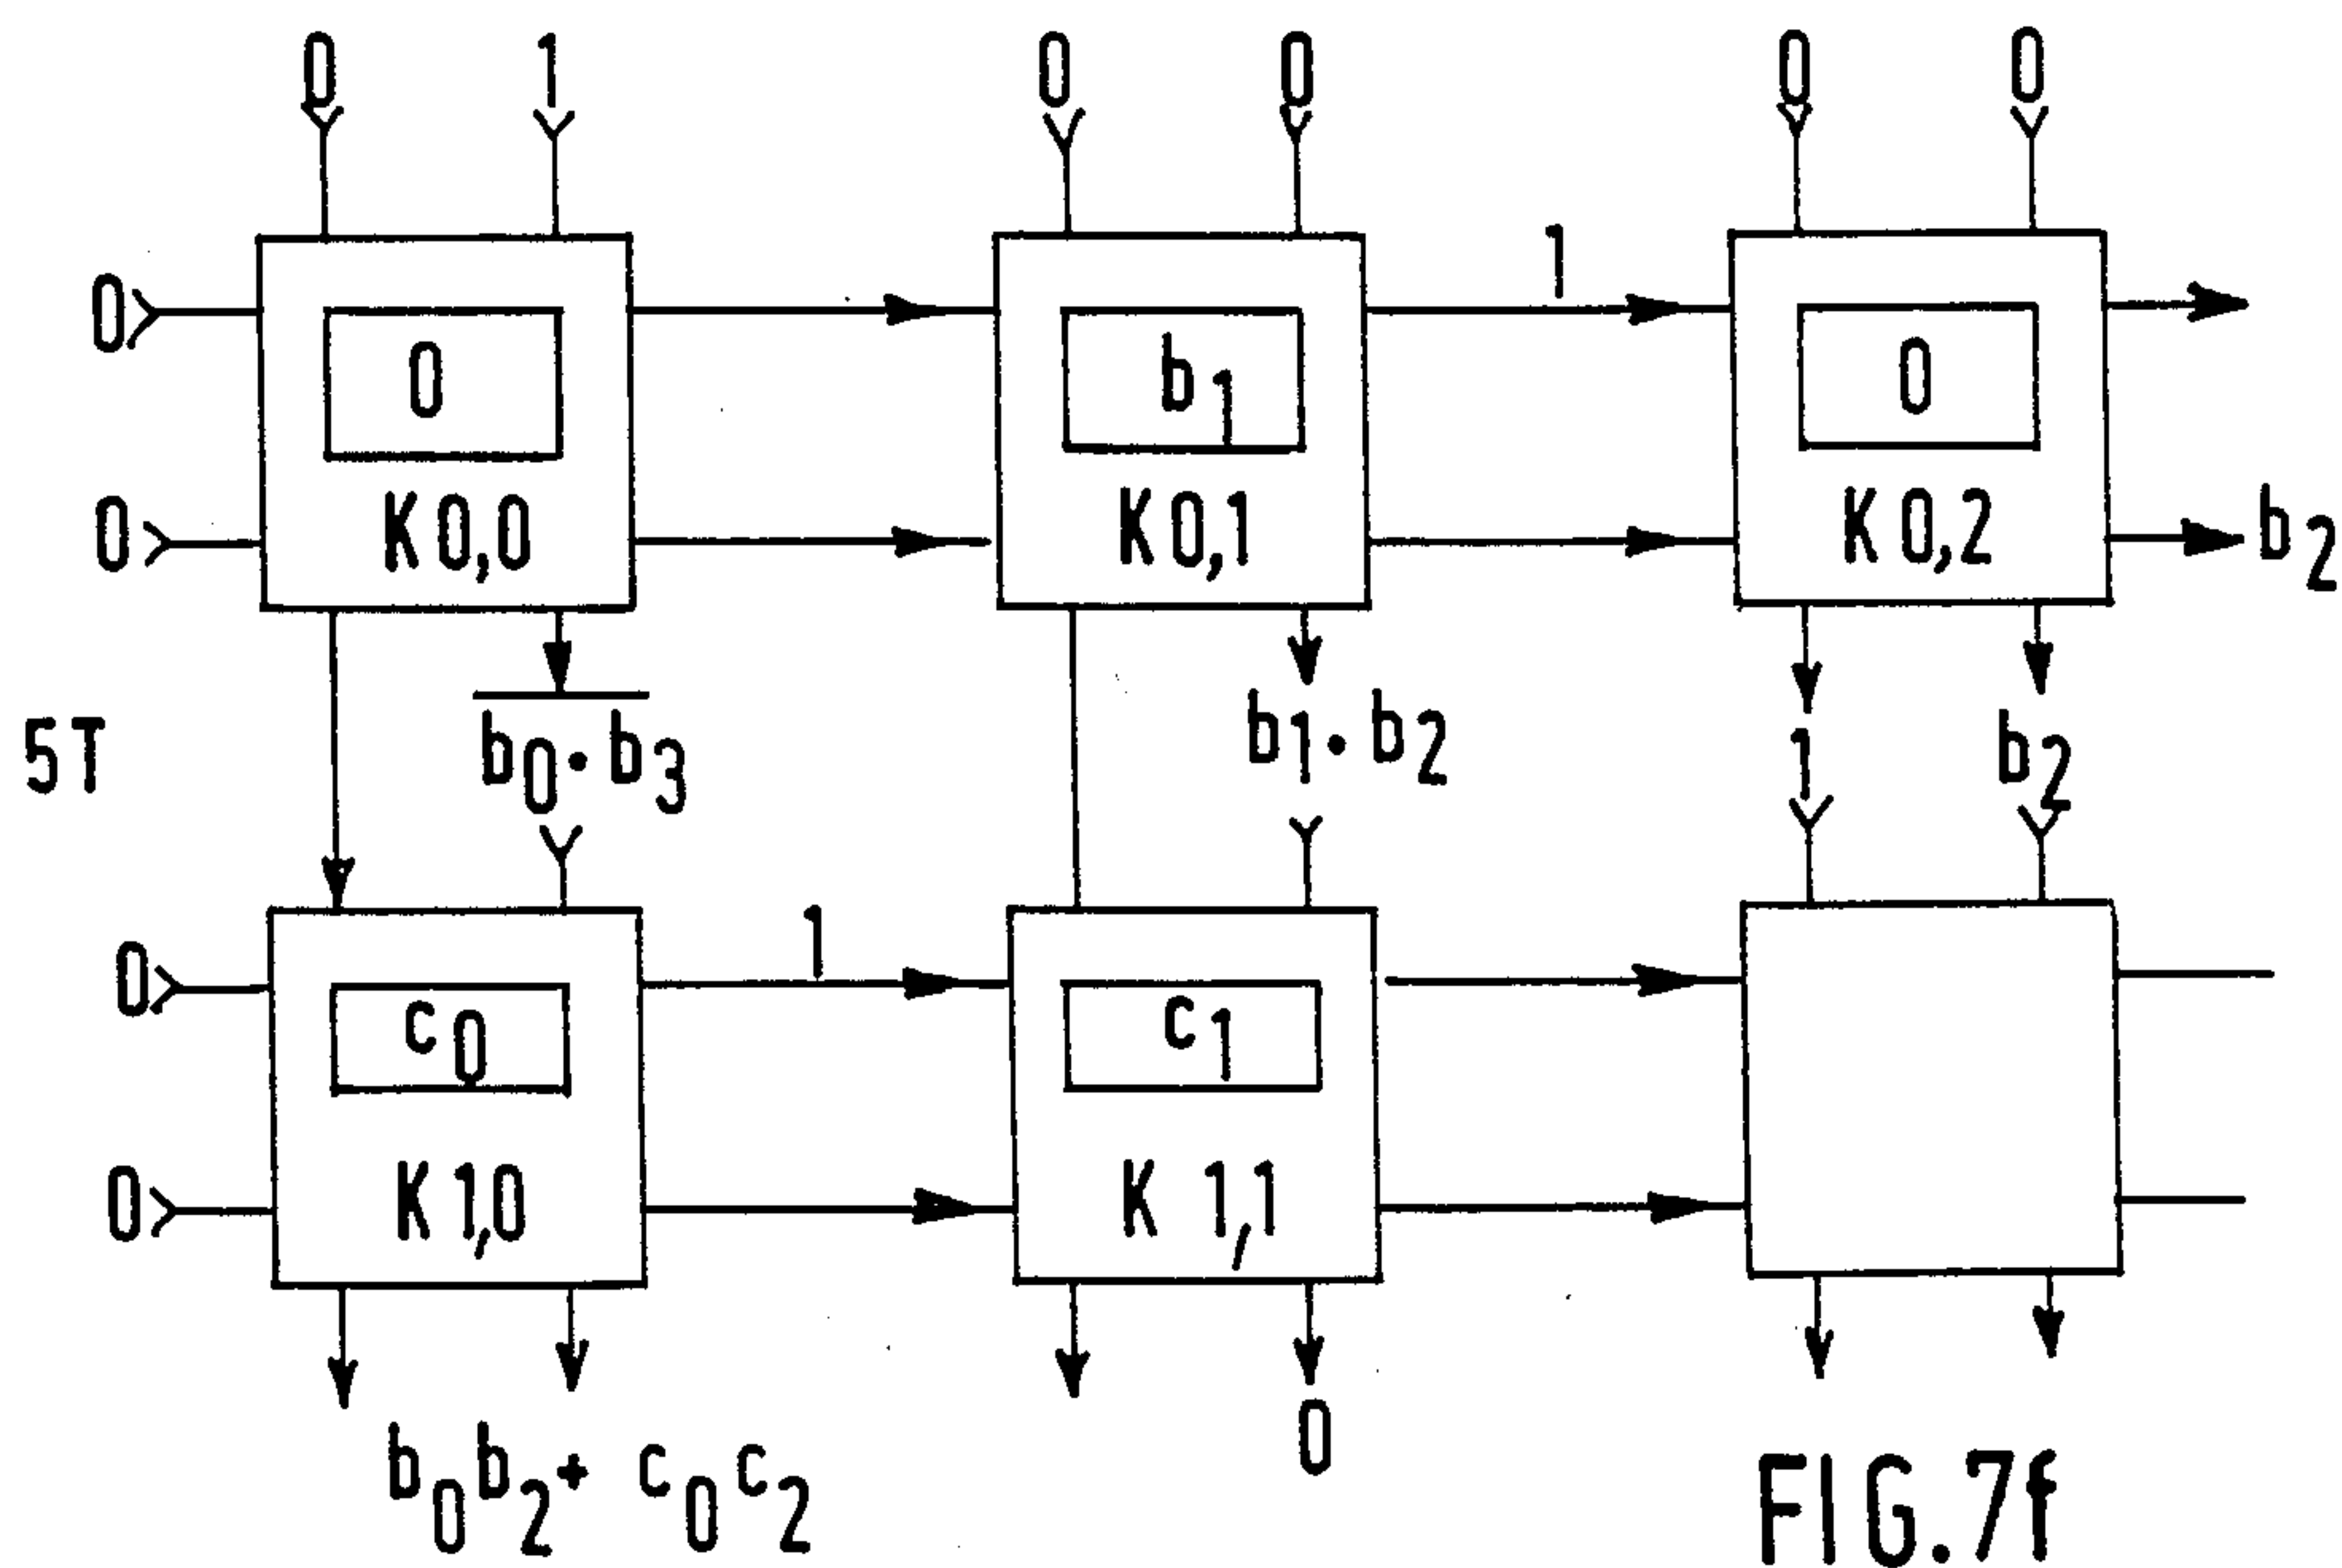 0 1 0 0 0 0
1
0
0 b1 0
0 K0,0 K0,1 K0,2 b2
5T b0·b3 b1·b2 1 b2
0 1
c0 c1
0 K1,0 K 1,1
0
b0b2+ c0c2
FIG.7f